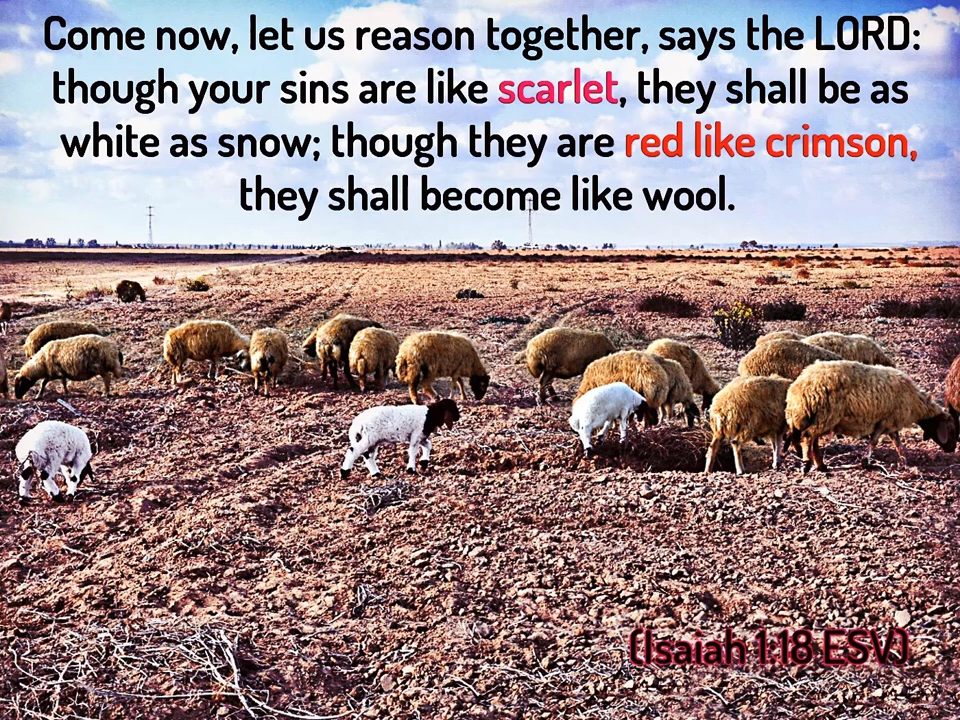 Come now, let us reason together, says the LORD:
though your sins are like scarlet, they shall be as
white as snow; though they are red like crimson,
they shall become like wool.
(Isaiah 1:18 ESV)